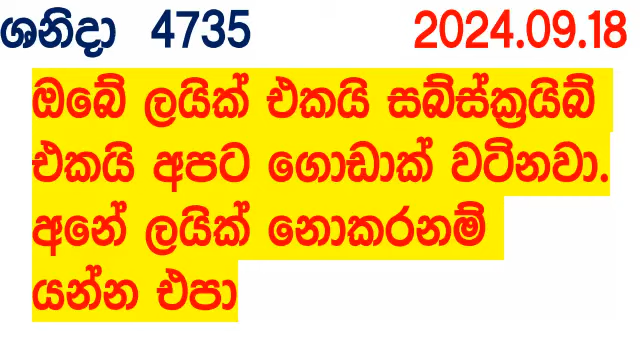 ශනිදා 4735 2024.09.18
ඔබේ ලයික් එකයි සබ්ස්ක්‍රයිබ්
එකයි අපට ගොඩාක් වටිනවා.
අනේ ලයික් නොකරනම්
යන්න එපා